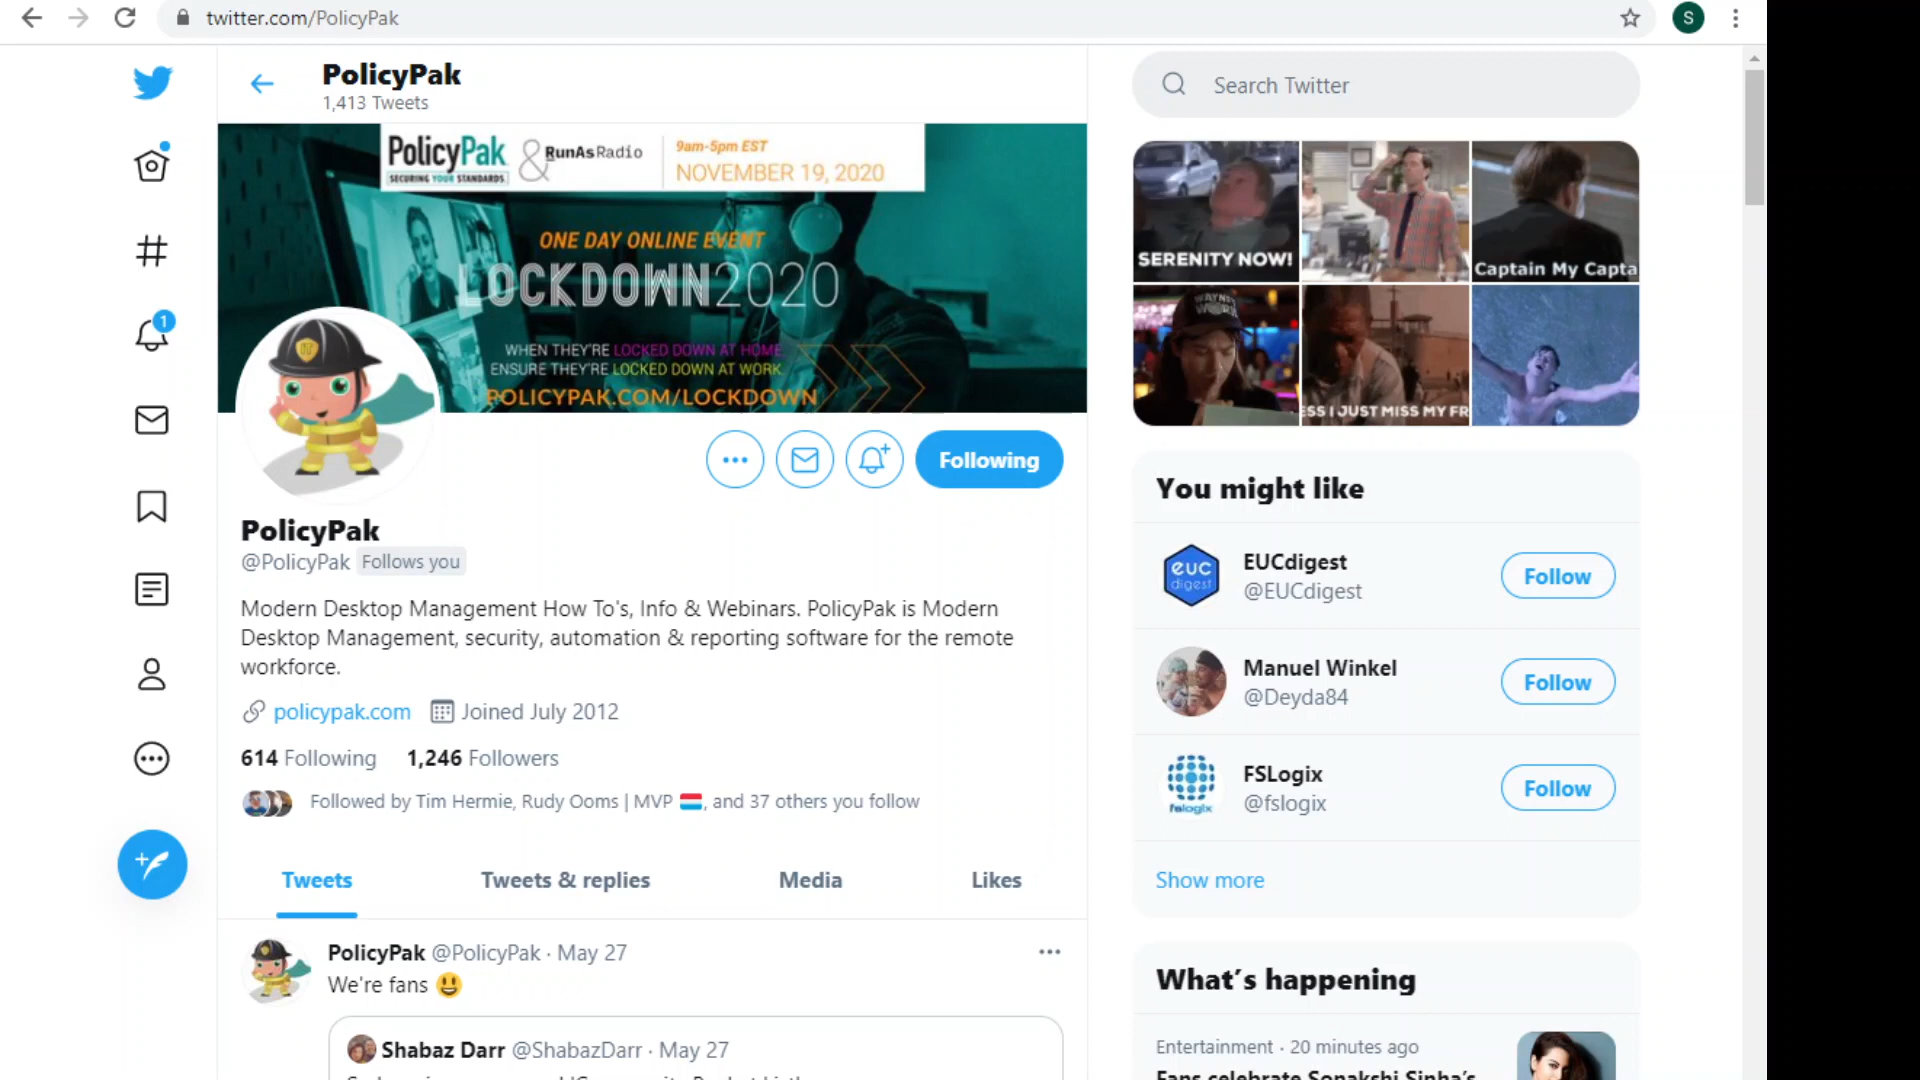 twitter.com/PolicyPak
S
PolicyPak
1,413 Tweets
PolicyPak
SECURING YOUR STANDARDS
&
RunAsRadio
9am-5pm EST
NOVEMBER 19, 2020
ONE DAY ONLINE EVENT
LOCKDOWN2020
WHEN THEY'RE LOCKED DOWN AT HOME,
ENSURE THEY'RE LOCKED DOWN AT WORK.
POLICYPAK.COM/LOCKDOWN
1
Following
PolicyPak
@PolicyPak Follows you
Modern Desktop Management How To's, Info & Webinars. PolicyPak is Modern
Desktop Management, security, automation & reporting software for the remote
workforce.
policypak.com Joined July 2012
614 Following 1,246 Followers
Followed by Tim Hermie, Rudy Ooms | MVP , and 37 others you follow
Tweets Tweets & replies Media Likes
PolicyPak @PolicyPak · May 27
We're fans 😃
Shabaz Darr @ShabazDarr · May 27
Search Twitter
SERENITY NOW!
Captain My Capta
WAYNE'S
WORLD
ESS I JUST MISS MY FR
You might like
euc
digest
EUCdigest
@EUCdigest
Follow
Manuel Winkel
@Deyda84
Follow
fslogix
FSLogix
@fslogix
Follow
Show more
What's happening
Entertainment · 20 minutes ago
Fans celebrate Sonakshi Sinha's